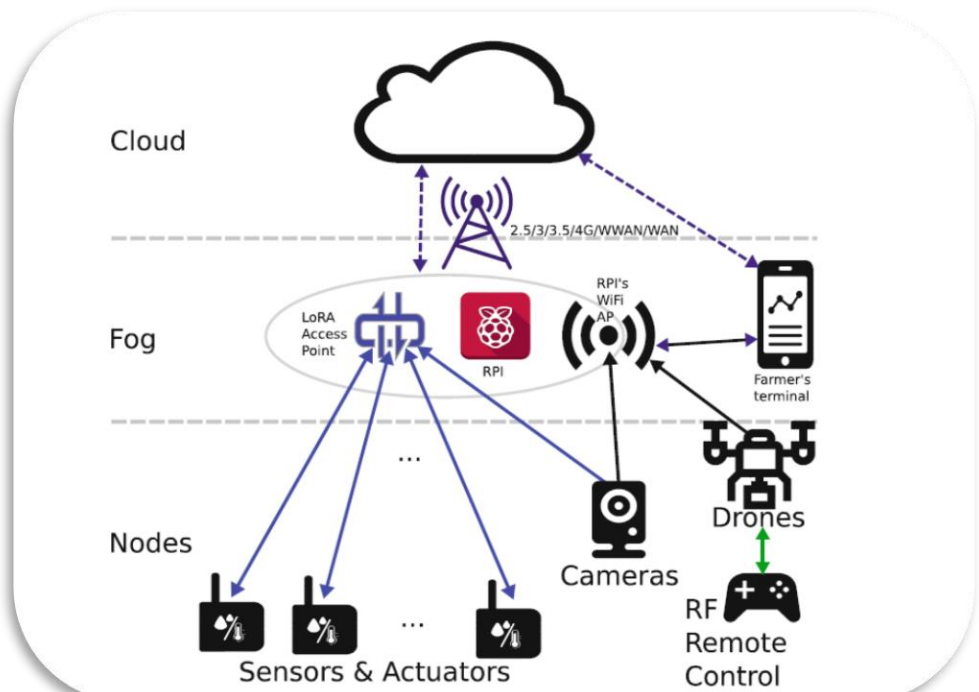 Cloud
2.5/3/3.5/4G/WWAN/WAN
Fog
LoRA
Access
Point
RPI
RPI's
WiFi
AP
Farmer's
terminal
...
Nodes
Drones
Cameras
...
Sensors & Actuators
RF
Remote
Control